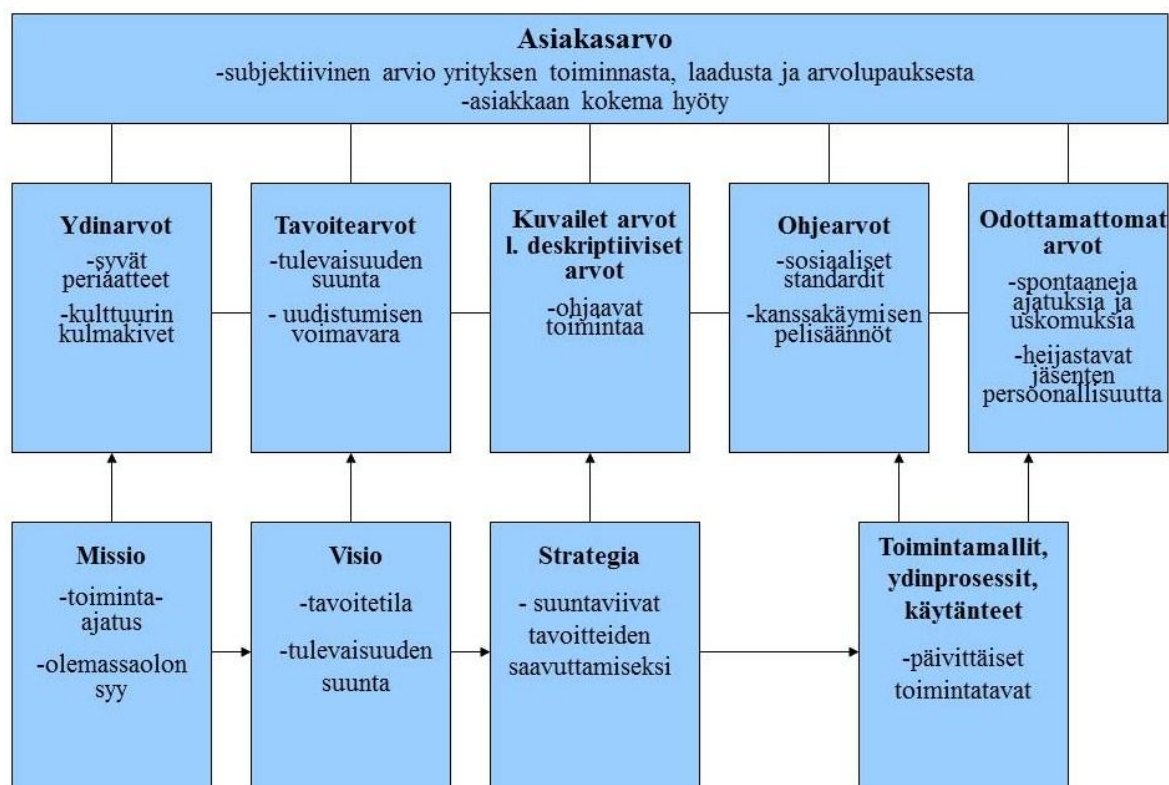 Asiakasarvo
-subjektiivinen arvio yrityksen toiminnasta, laadusta ja arvolupauksesta
-asiakkaan kokema hyöty
Ydinarvot
-syvät
periaatteet
-kulttuurin
kulmakivet
Tavoitearvot
-tulevaisuuden
suunta
- uudistumisen
voimavara
Kuvailet arvot
l. deskriptiiviset
arvot
-ohjaavat
toimintaa
Ohjearvot
-sosiaaliset
standardit
-kanssakäymisen
pelisäännöt
Odottamattomat
arvot
-spontaaneja
ajatuksia ja
uskomuksia
-heijastavat
jäsenten
persoonallisuutta
Missio
-toiminta-
ajatus
-olemassaolon
syy
Visio
-tavoitetila
-tulevaisuuden
suunta
Strategia
- suuntaviivat
tavoitteiden
saavuttamiseksi
Toimintamallit,
ydinprosessit,
käytänteet
-päivittäiset
toimintatavat